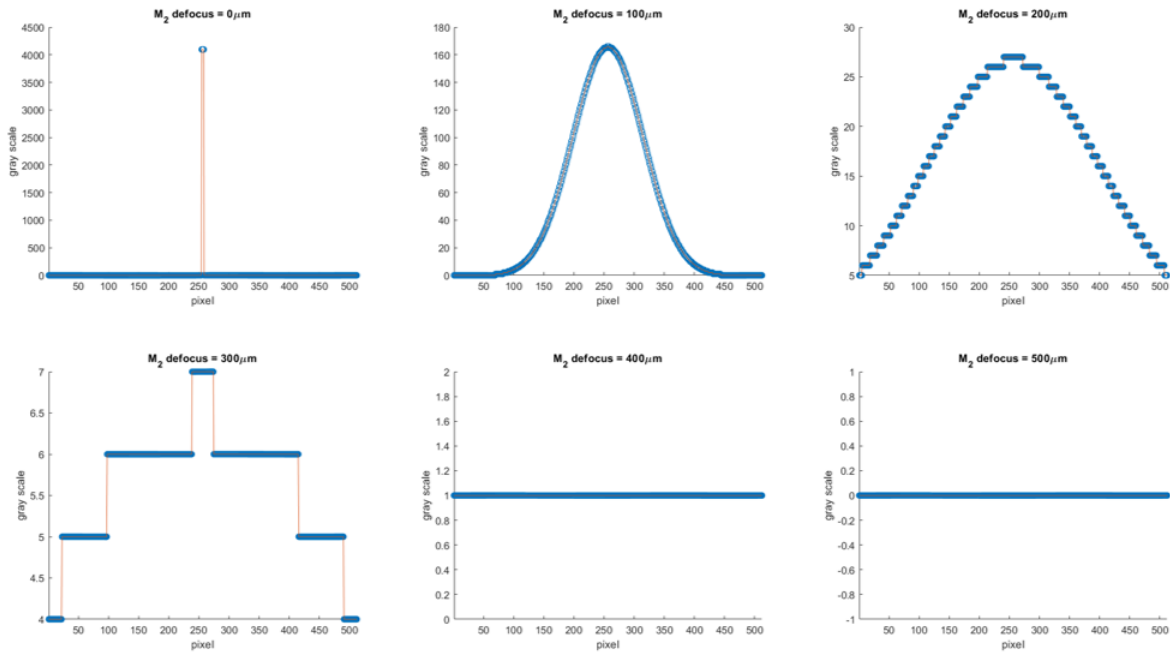 M2 defocus = 0μm
4500
4000
3500
3000
2500
2000
1500
1000
500
0
gray scale
50 100 150 200 250 300 350 400 450 500
pixel
M2 defocus = 100μm
180
160
140
120
100
80
60
40
20
0
gray scale
50 100 150 200 250 300 350 400 450 500
pixel
M2 defocus = 200μm
30
25
20
15
10
5
gray scale
50 100 150 200 250 300 350 400 450 500
pixel
M2 defocus = 300μm
7
6.5
6
5.5
5
4.5
4
gray scale
50 100 150 200 250 300 350 400 450 500
pixel
M2 defocus = 400μm
2
1.8
1.6
1.4
1.2
1
0.8
0.6
0.4
0.2
0
gray scale
50 100 150 200 250 300 350 400 450 500
pixel
M2 defocus = 500μm
1
0.8
0.6
0.4
0.2
0
-0.2
-0.4
-0.6
-0.8
-1
gray scale
50 100 150 200 250 300 350 400 450 500
pixel